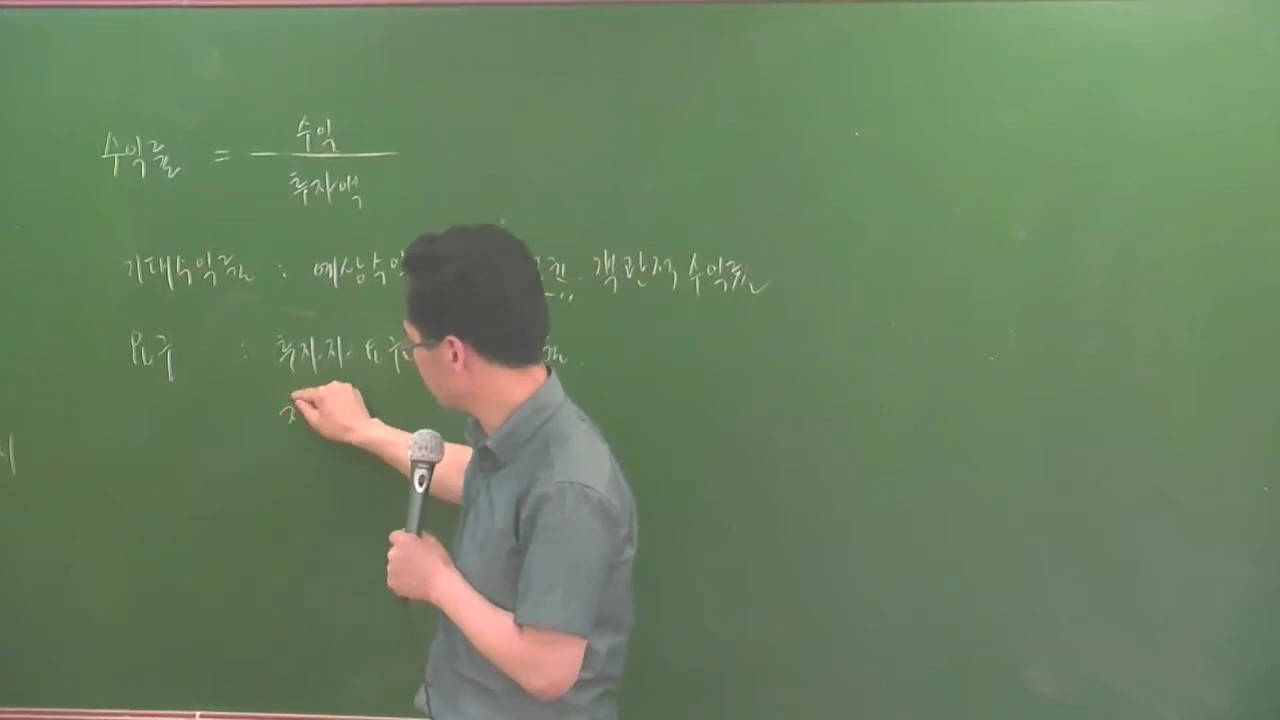 수익률 = 수익
투자액
기대수익률 : 예상수익 객관적 수익률
요구 : 투자자 요구